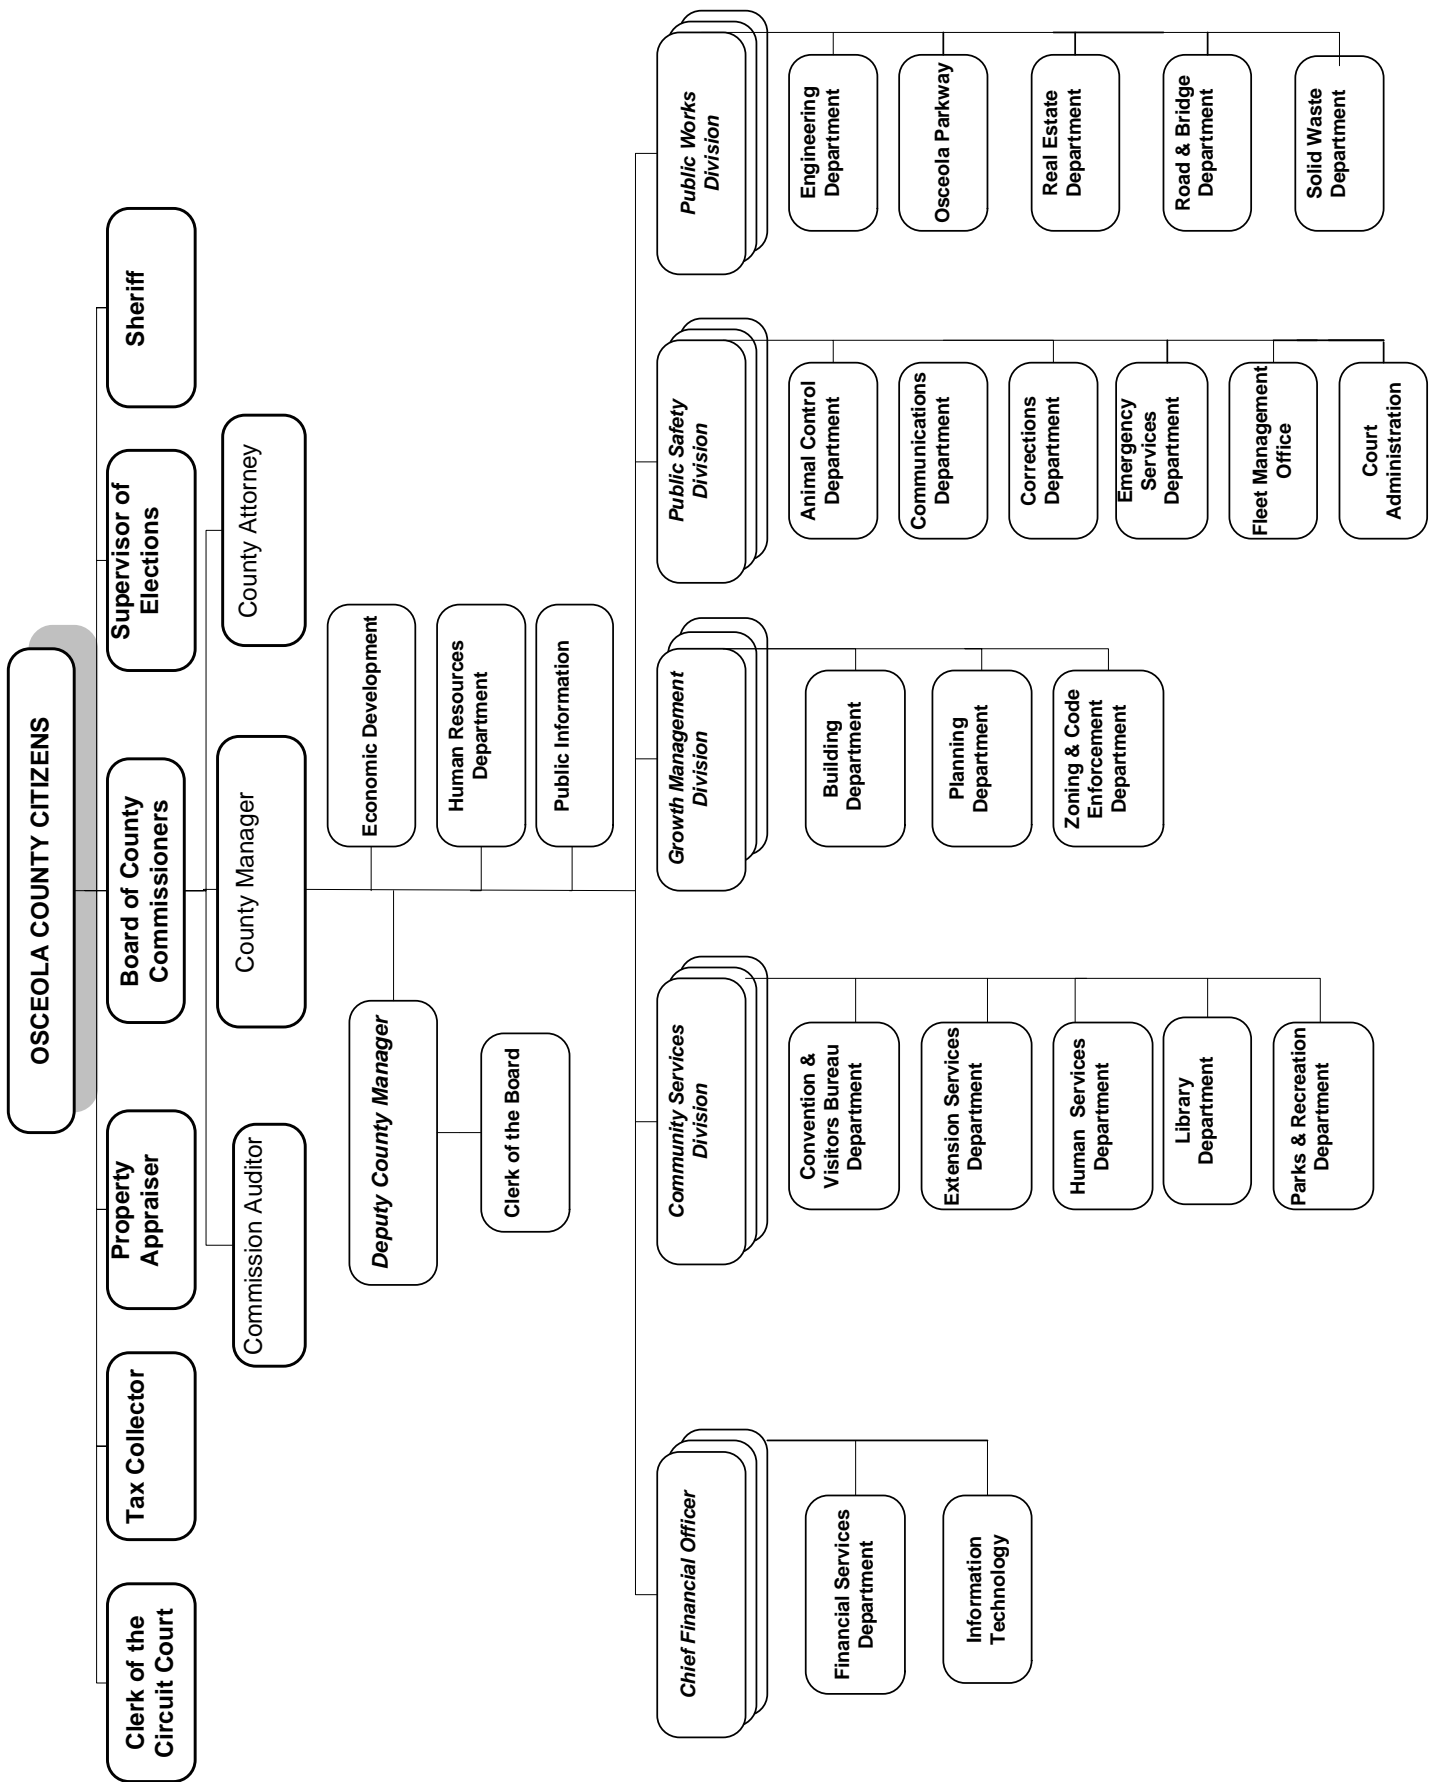 OSCEOLA COUNTY CITIZENS
Clerk of the
Circuit Court
Tax Collector
Property
Appraiser
Board of County
Commissioners
Supervisor of
Elections
Sheriff
Commission Auditor
County Manager
County Attorney
Deputy County Manager
Clerk of the Board
Economic Development
Human Resources
Department
Public Information
Chief Financial Officer
Financial Services
Department
Information
Technology
Community Services
Division
Convention &
Visitors Bureau
Department
Extension Services
Department
Human Services
Department
Library
Department
Parks & Recreation
Department
Growth Management
Division
Building
Department
Planning
Department
Zoning & Code
Enforcement
Department
Public Safety
Division
Animal Control
Department
Communications
Department
Corrections
Department
Emergency
Services
Department
Fleet Management
Office
Court
Administration
Public Works
Division
Engineering
Department
Osceola Parkway
Real Estate
Department
Road & Bridge
Department
Solid Waste
Department